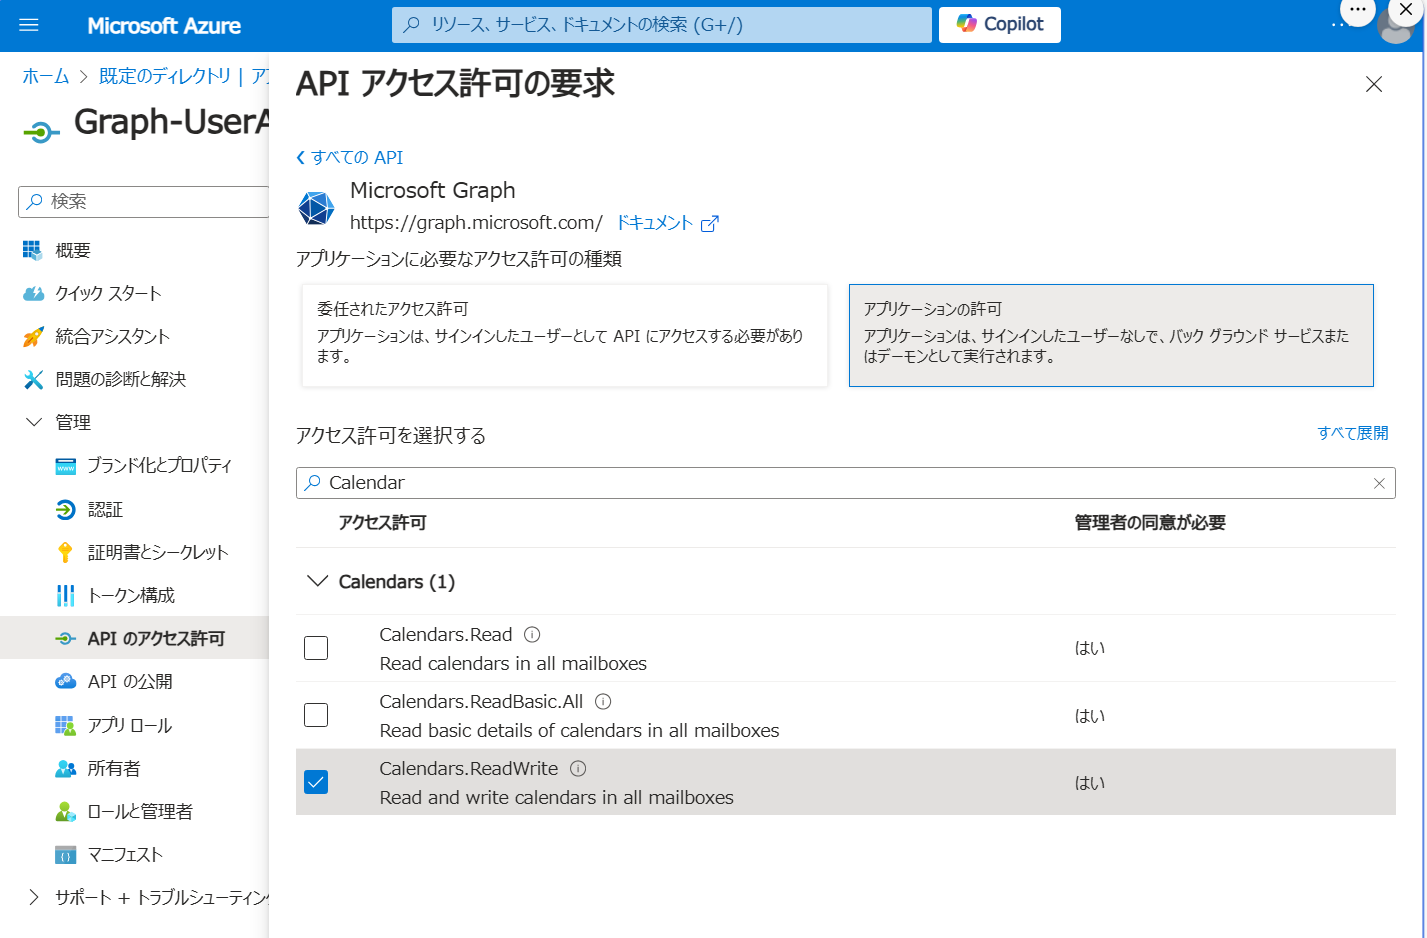 Microsoft Azure
リソース、サービス、ドキュメントの検索 (G+/)
Copilot
ホーム > 既定のディレクトリ | ア
Graph-UserA
検索
概要
クイック スタート
統合アシスタント
問題の診断と解決
管理
ブランド化とプロパティ
認証
証明書とシークレット
トークン構成
API のアクセス許可
API の公開
アプリ ロール
所有者
ロールと管理者
マニフェスト
サポート + トラブルシューティン
API アクセス許可の要求
すべての API
Microsoft Graph
https://graph.microsoft.com/ ドキュメント
アプリケーションに必要なアクセス許可の種類
委任されたアクセス許可
アプリケーションは、サインインしたユーザーとして API にアクセスする必要があり
ます。
アプリケーションの許可
アプリケーションは、サインインしたユーザーなしで、バック グラウンド サービスまた
はデーモンとして実行されます。
アクセス許可を選択する
すべて展開
Calendar
アクセス許可 管理者の同意が必要
Calendars (1)
Calendars.Read
Read calendars in all mailboxes
はい
Calendars.ReadBasic.All
Read basic details of calendars in all mailboxes
はい
Calendars.ReadWrite
Read and write calendars in all mailboxes
はい